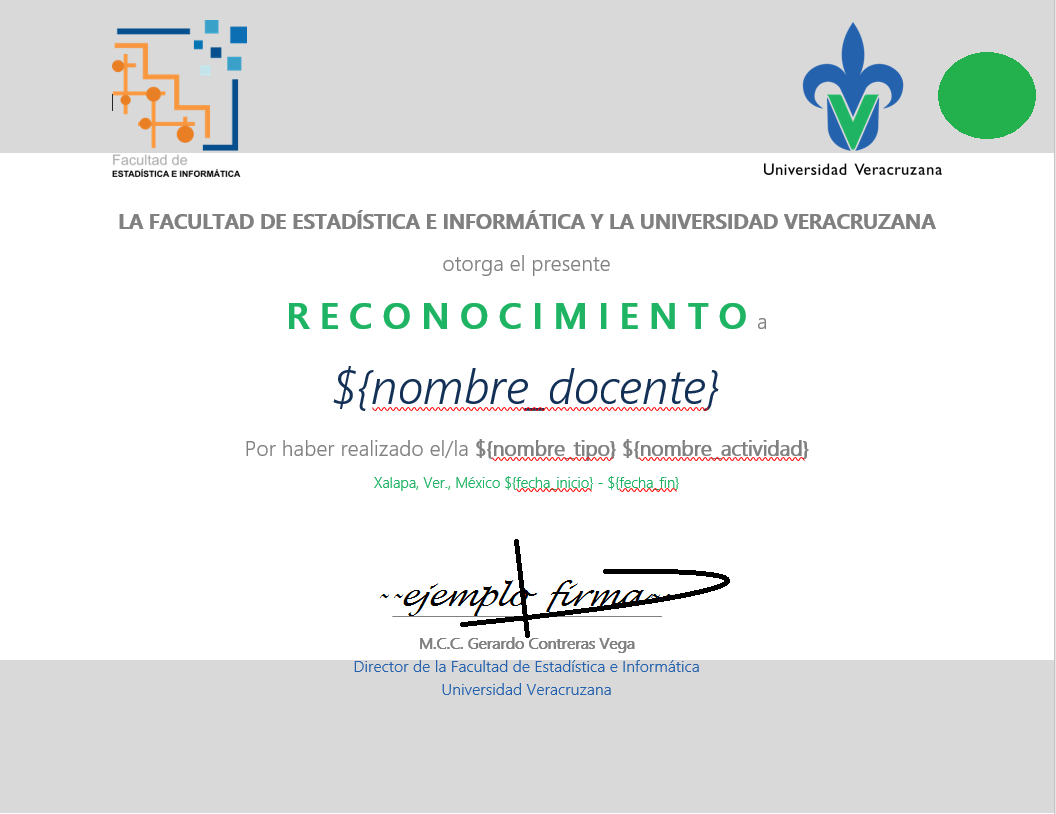 Facultad de
ESTADÍSTICA E INFORMÁTICA
Universidad Veracruzana
LA FACULTAD DE ESTADÍSTICA E INFORMÁTICA Y LA UNIVERSIDAD VERACRUZANA
otorga el presente
RECONOCIMIENTO a
${nombre_docente}
Por haber realizado el/la ${nombre_tipo} ${nombre_actividad}
Xalapa, Ver., México ${fecha_inicio} - ${fecha_fin}
~~ejemplo firma~~
M.C.C. Gerardo Contreras Vega
Director de la Facultad de Estadística e Informática
Universidad Veracruzana